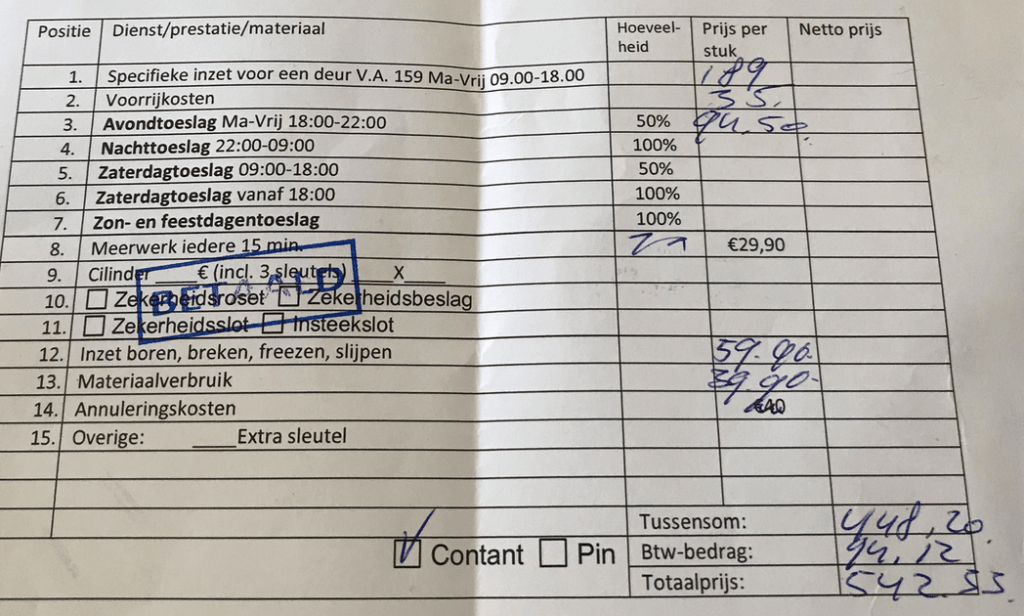 Positie Dienst/prestatie/materiaal Hoeveel-heid Prijs per stuk Netto prijs
1. Specifieke inzet voor een deur V.A. 159 Ma-Vrij 09.00-18.00 189
2. Voorrijkosten 35.
3. Avondtoeslag Ma-Vrij 18:00-22:00 50% 94.50.
4. Nachttoeslag 22:00-09:00 100%
5. Zaterdagtoeslag 09:00-18:00 50%
6. Zaterdagtoeslag vanaf 18:00 100%
7. Zon- en feestdagentoeslag 100%
8. Meerwerk iedere 15 min. €29,90
9. Cilinder ___ € (incl. 3 sleutels) ___X___
BETAALD
10. Zekerheidsroset Zekerheidsbeslag
11. Zekerheidsslot Insteekslot
12. Inzet boren, breken, freezen, slijpen 59.90.
13. Materiaalverbruik 39.90-
14. Annuleringskosten €40
15. Overige: ____Extra sleutel
Tussensom: 448,20.
Contant Pin Btw-bedrag: 94,12
Totaalprijs: 542.33.